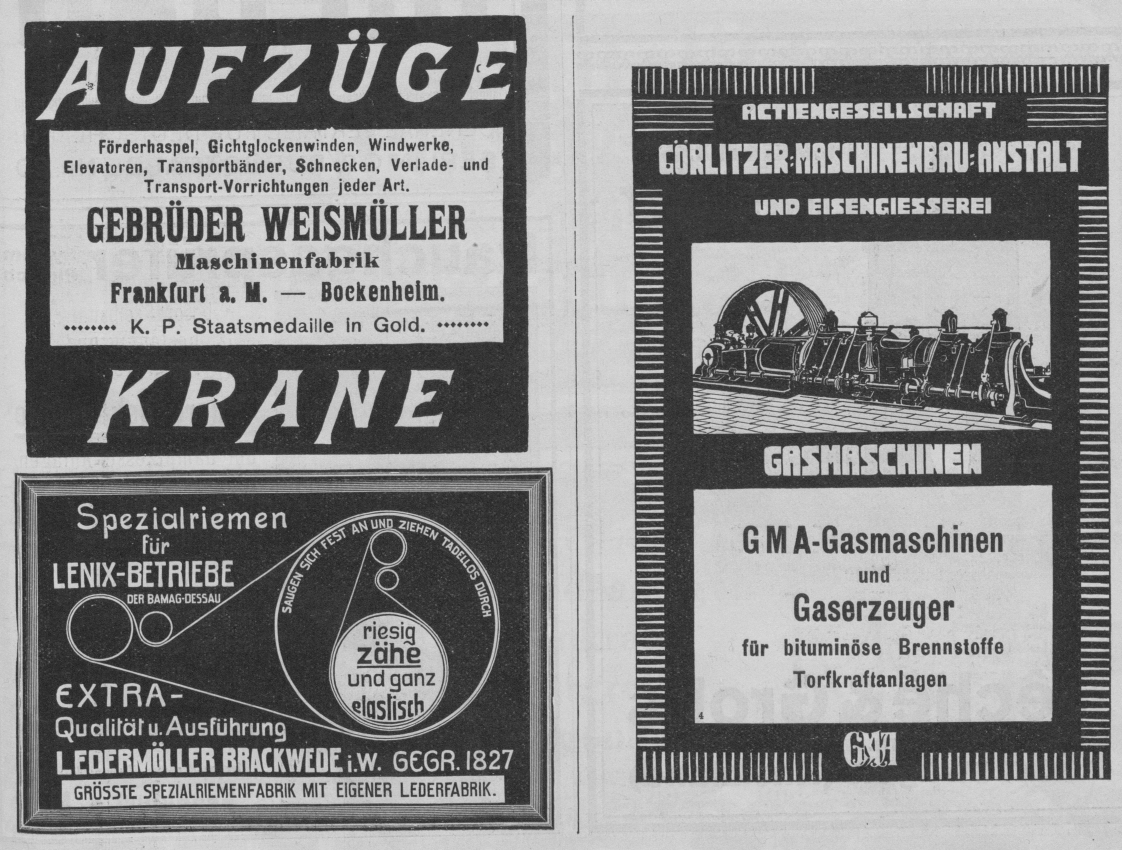 AUFZÜGE
Förderhaspel, Gichtglockenwinden, Windwerke,
Elevatoren, Transportbänder, Schnecken, Verlade- und
Transport-Vorrichtungen jeder Art.
GEBRÜDER WEISMÜLLER
Maschinenfabrik
Frankfurt a. M. — Bockenheim.
K. P. Staatsmedaille in Gold.
KRANE
Spezialriemen
für
LENIX-BETRIEBE
DER BAMAG-DESSAU
SAUGEN SICH FEST AN UND ZIEHEN TADELLOS DURCH
riesig
zähe
und ganz
elastisch
EXTRA-
Qualität u. Ausführung
LEDERMÖLLER BRACKWEDE i.W. GEGR. 1827
GRÖSSTE SPEZIALRIEMENFABRIK MIT EIGENER LEDERFABRIK.
ACTIENGESELLSCHAFT
GÖRLITZER-MASCHINENBAU-ANSTALT
UND EISENGIESSEREI
GASMASCHINEN
GMA-Gasmaschinen
und
Gaserzeuger
für bituminöse Brennstoffe
Torfkraftanlagen
4
GMA